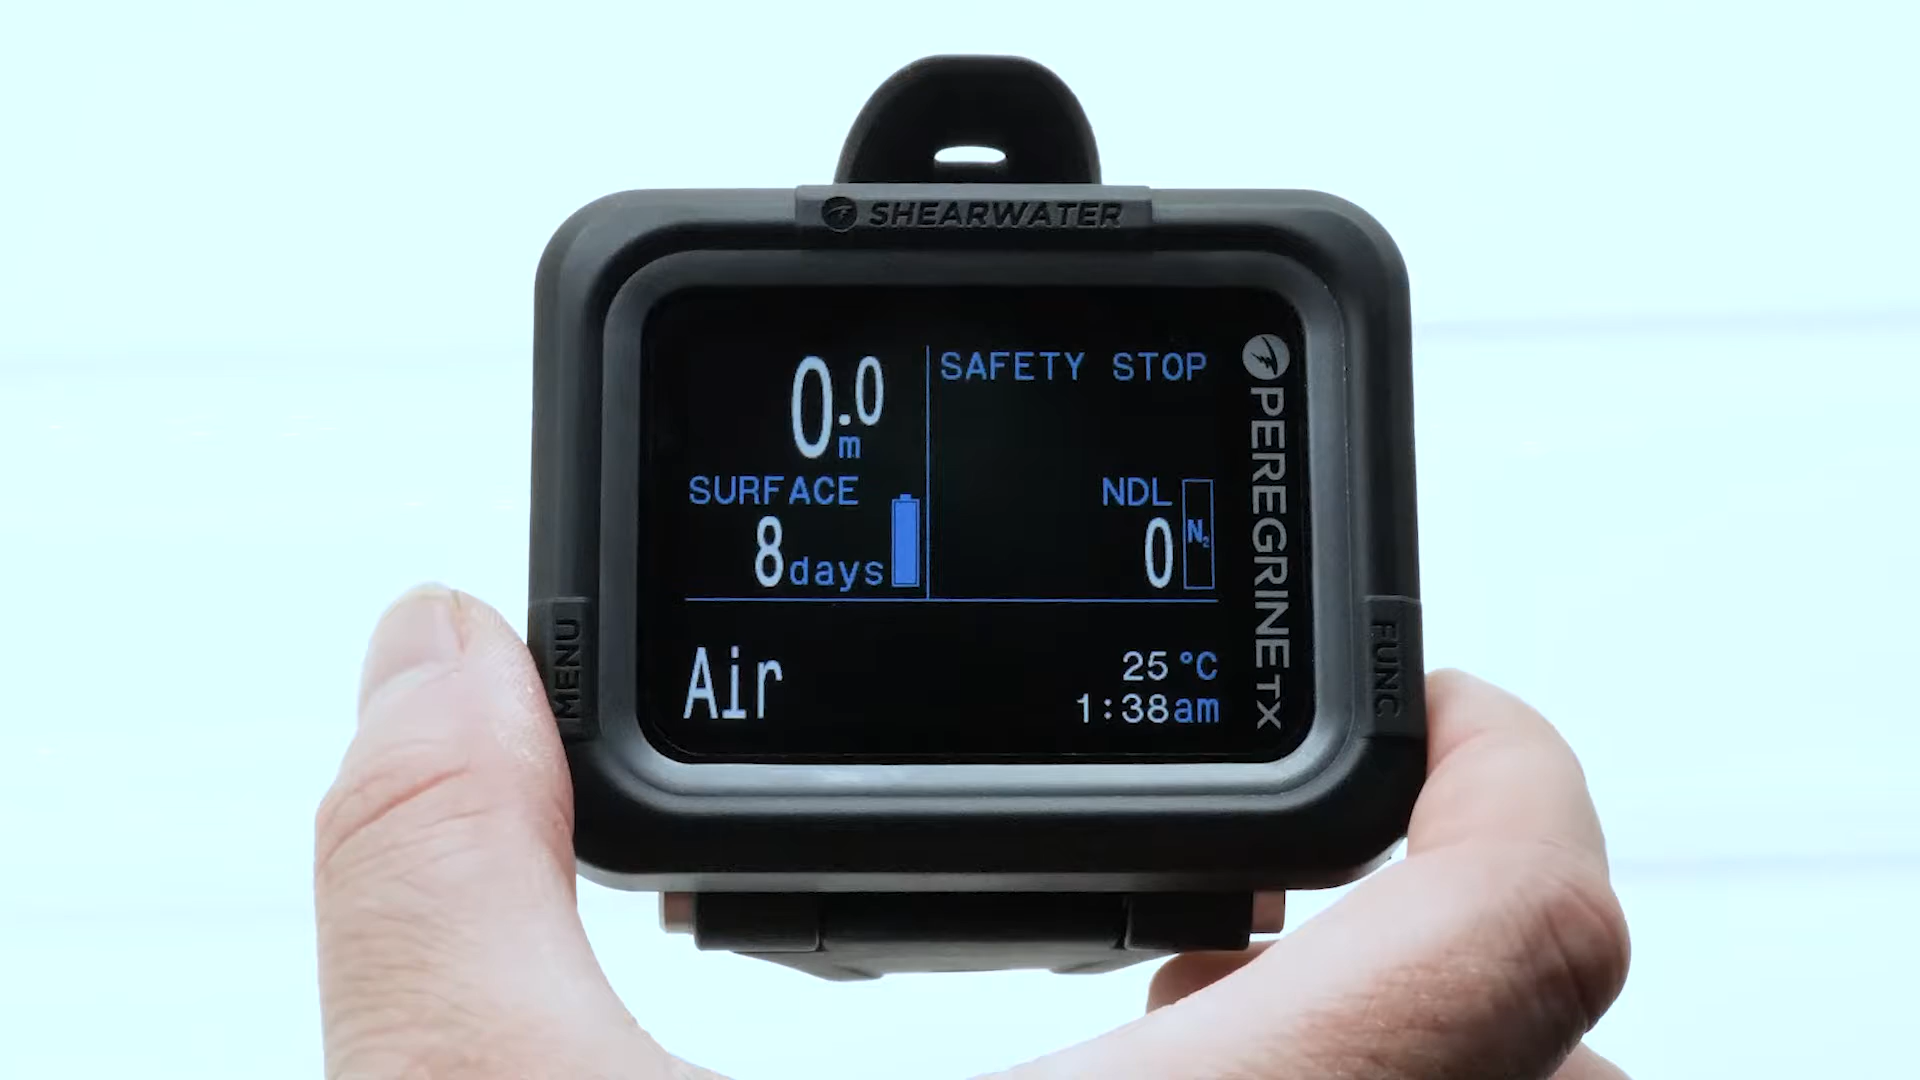 SHEARWATER
0.0
m
SAFETY STOP
SURFACE
8days
NDL
0
N2
Air
25°C
1:38am
PEREGRINE TX
MENU
FUNC